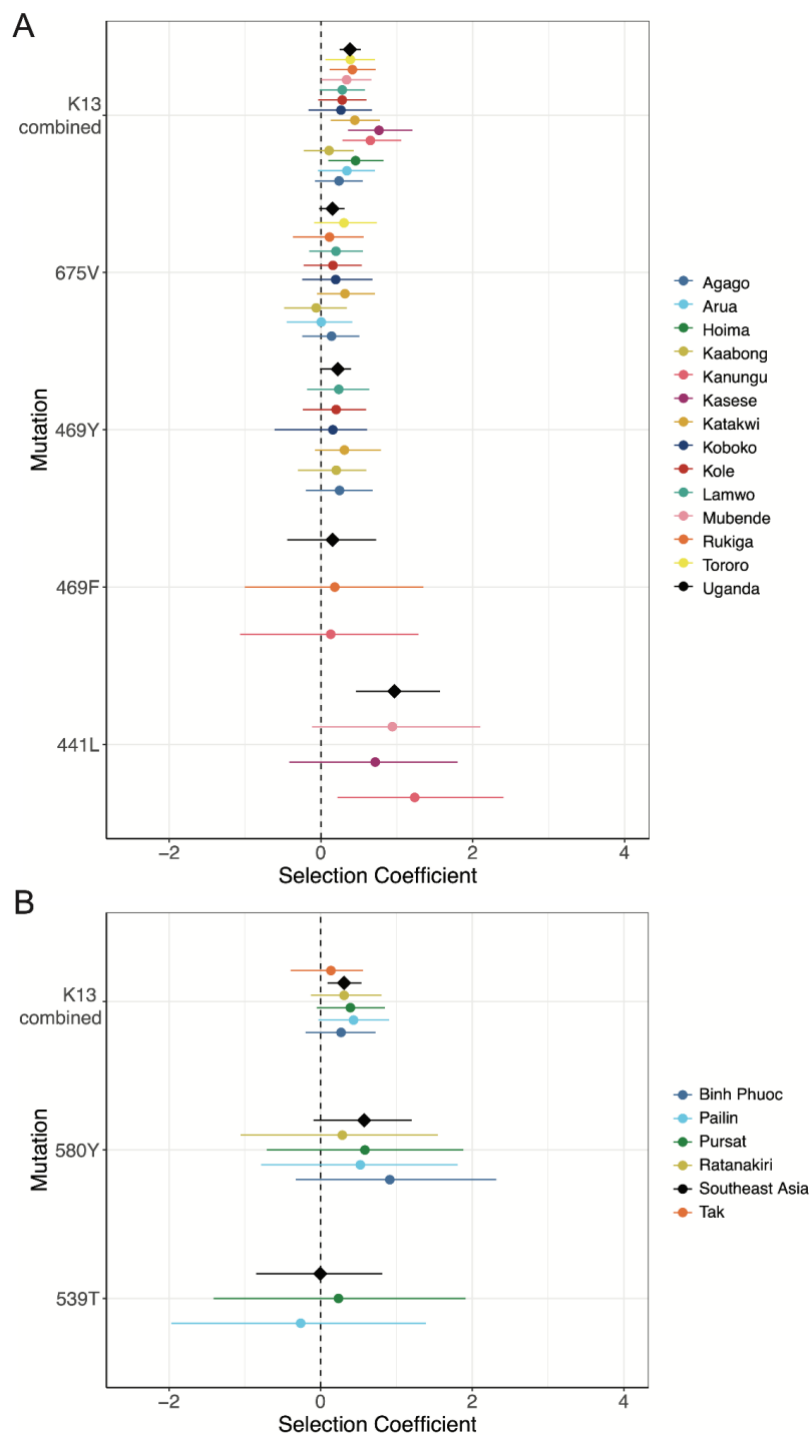 A
K13
combined
675V
469Y
469F
441L
Mutation
−2 0 2 4
Selection Coefficient
Agago
Arua
Hoima
Kaabong
Kanungu
Kasese
Katakwi
Koboko
Kole
Lamwo
Mubende
Rukiga
Tororo
Uganda
B
K13
combined
580Y
539T
Mutation
−2 0 2 4
Selection Coefficient
Binh Phuoc
Pailin
Pursat
Ratanakiri
Southeast Asia
Tak